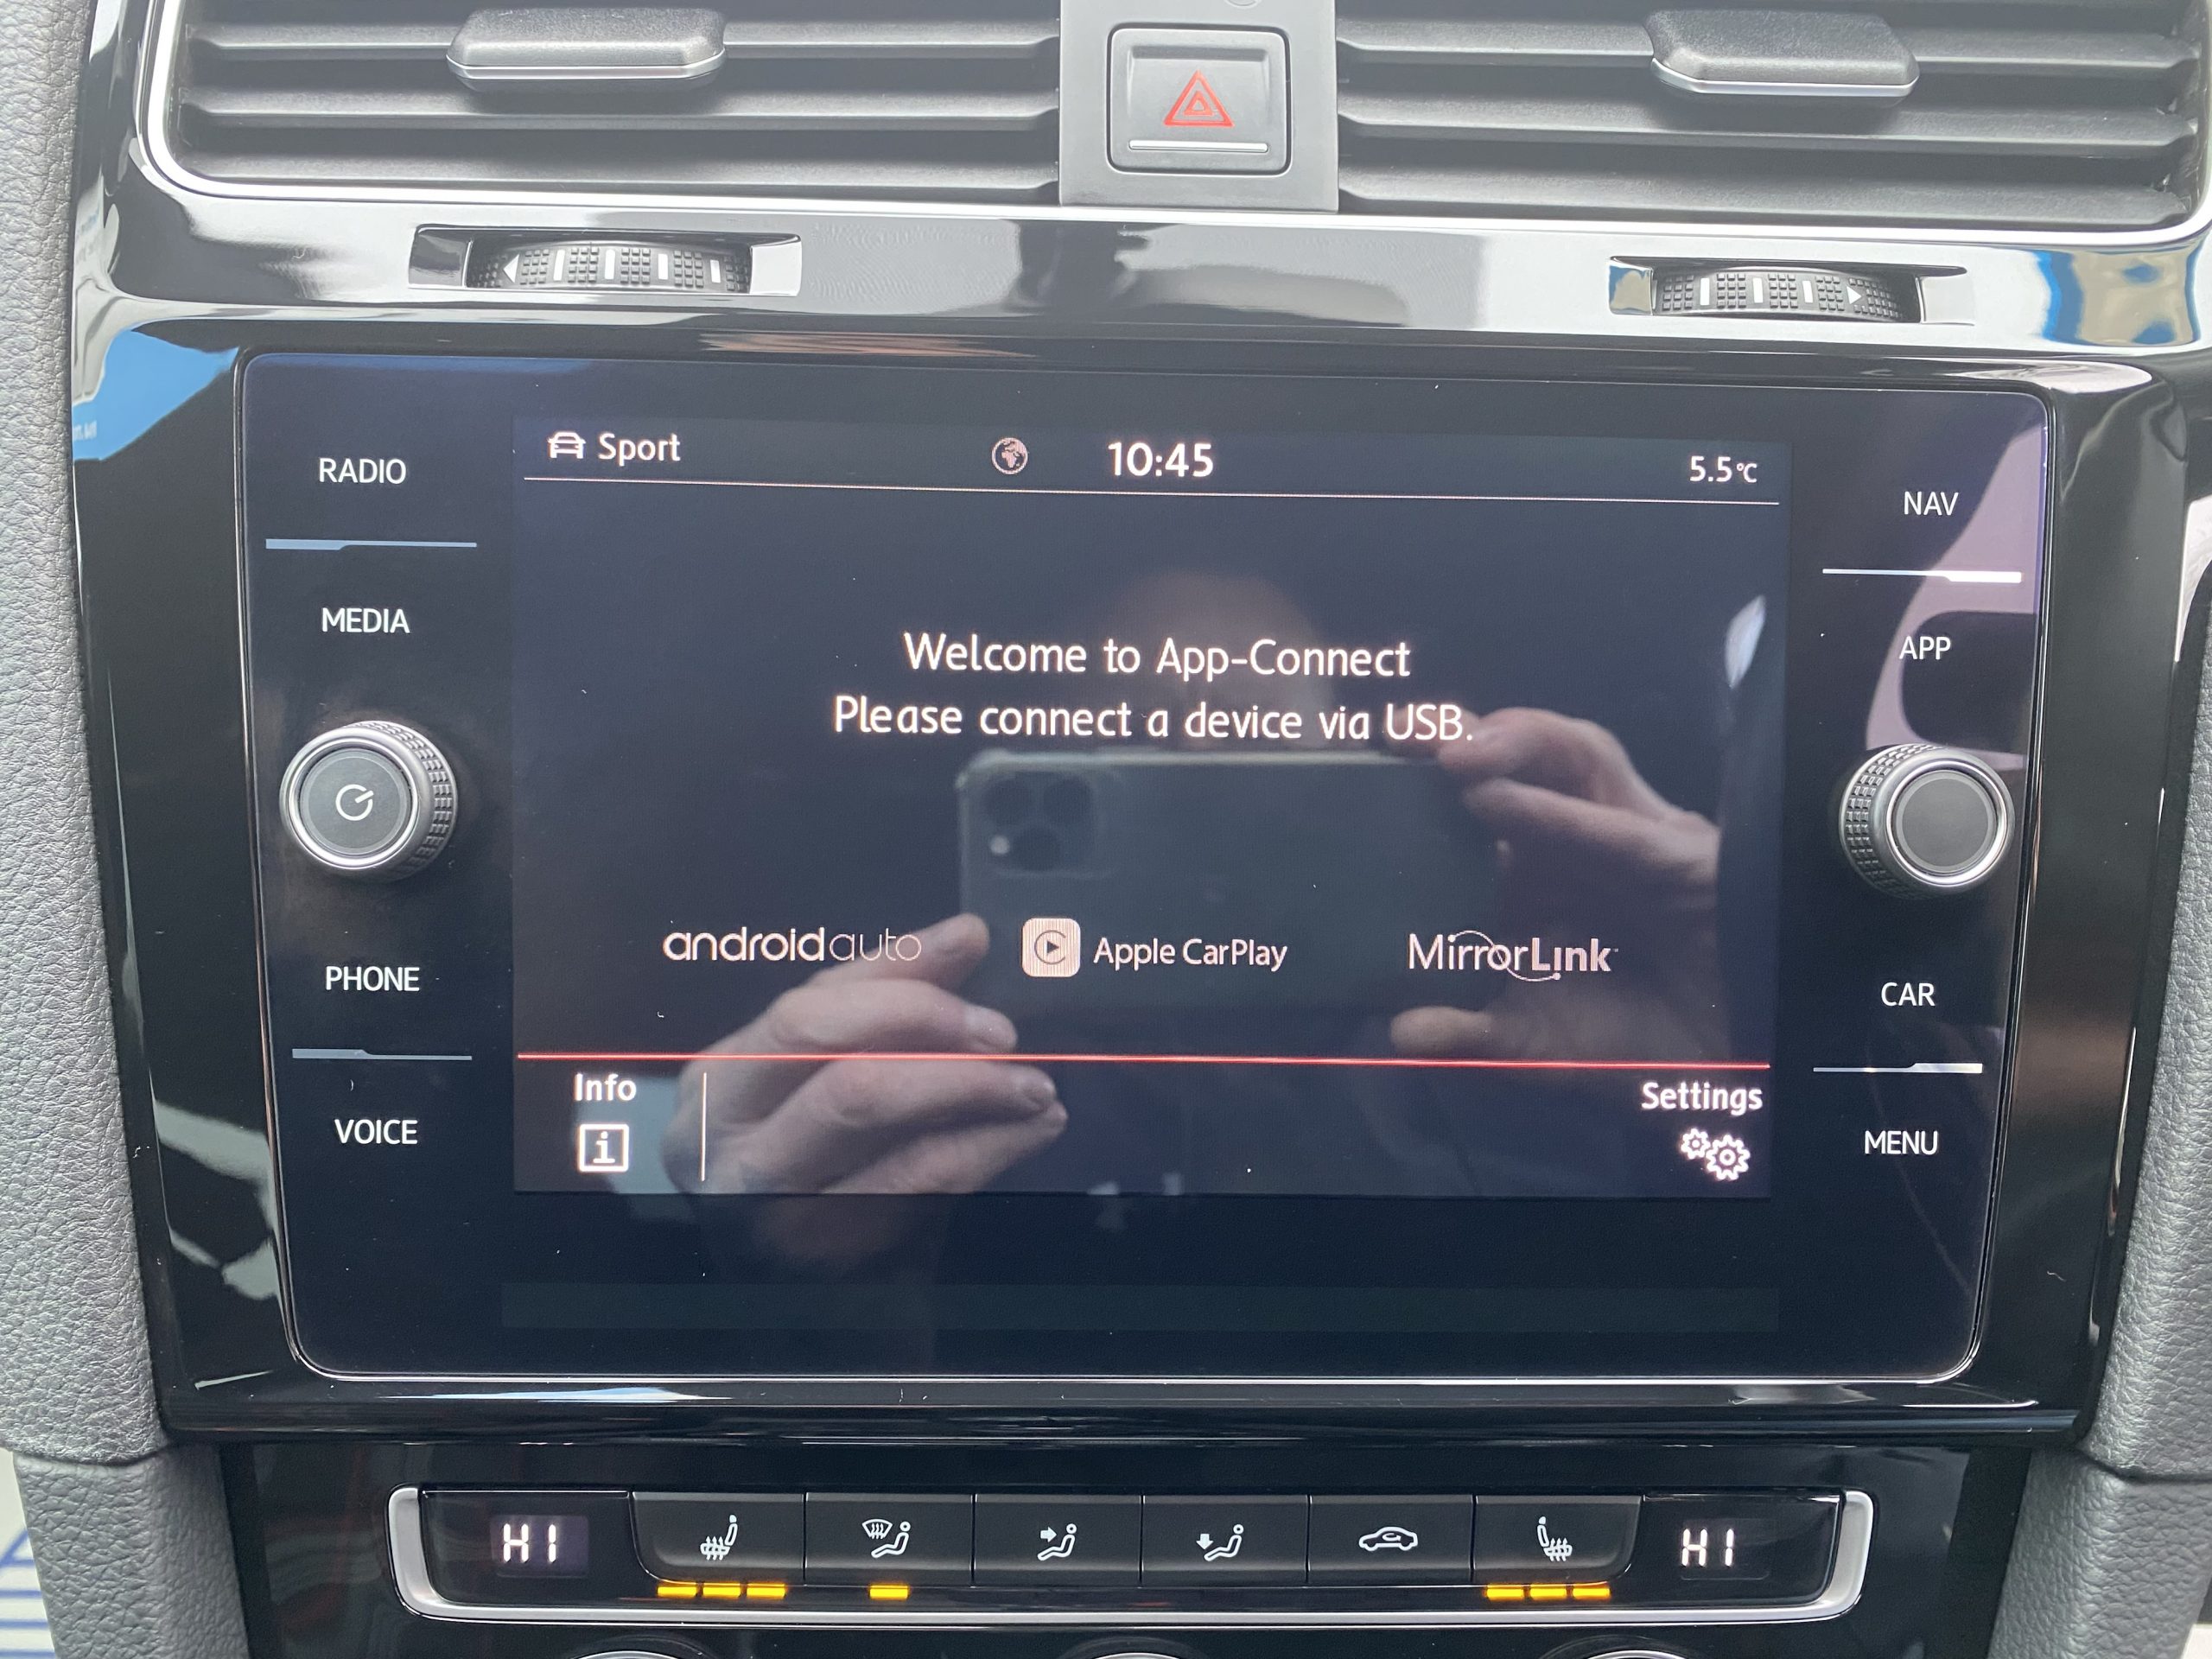 Sport 10:45 5.5°C
RADIO
MEDIA
PHONE
VOICE
Welcome to App-Connect
Please connect a device via USB.
androidauto Apple CarPlay MirrorLink
Info
Settings
NAV
APP
CAR
MENU
HI HI